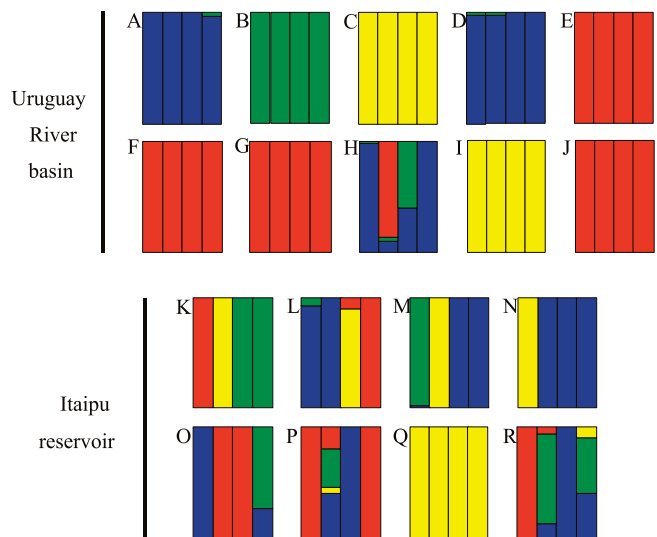 A B C D E
Uruguay
River
basin
F G H I J
K L M N
Itaipu
reservoir
O P Q R